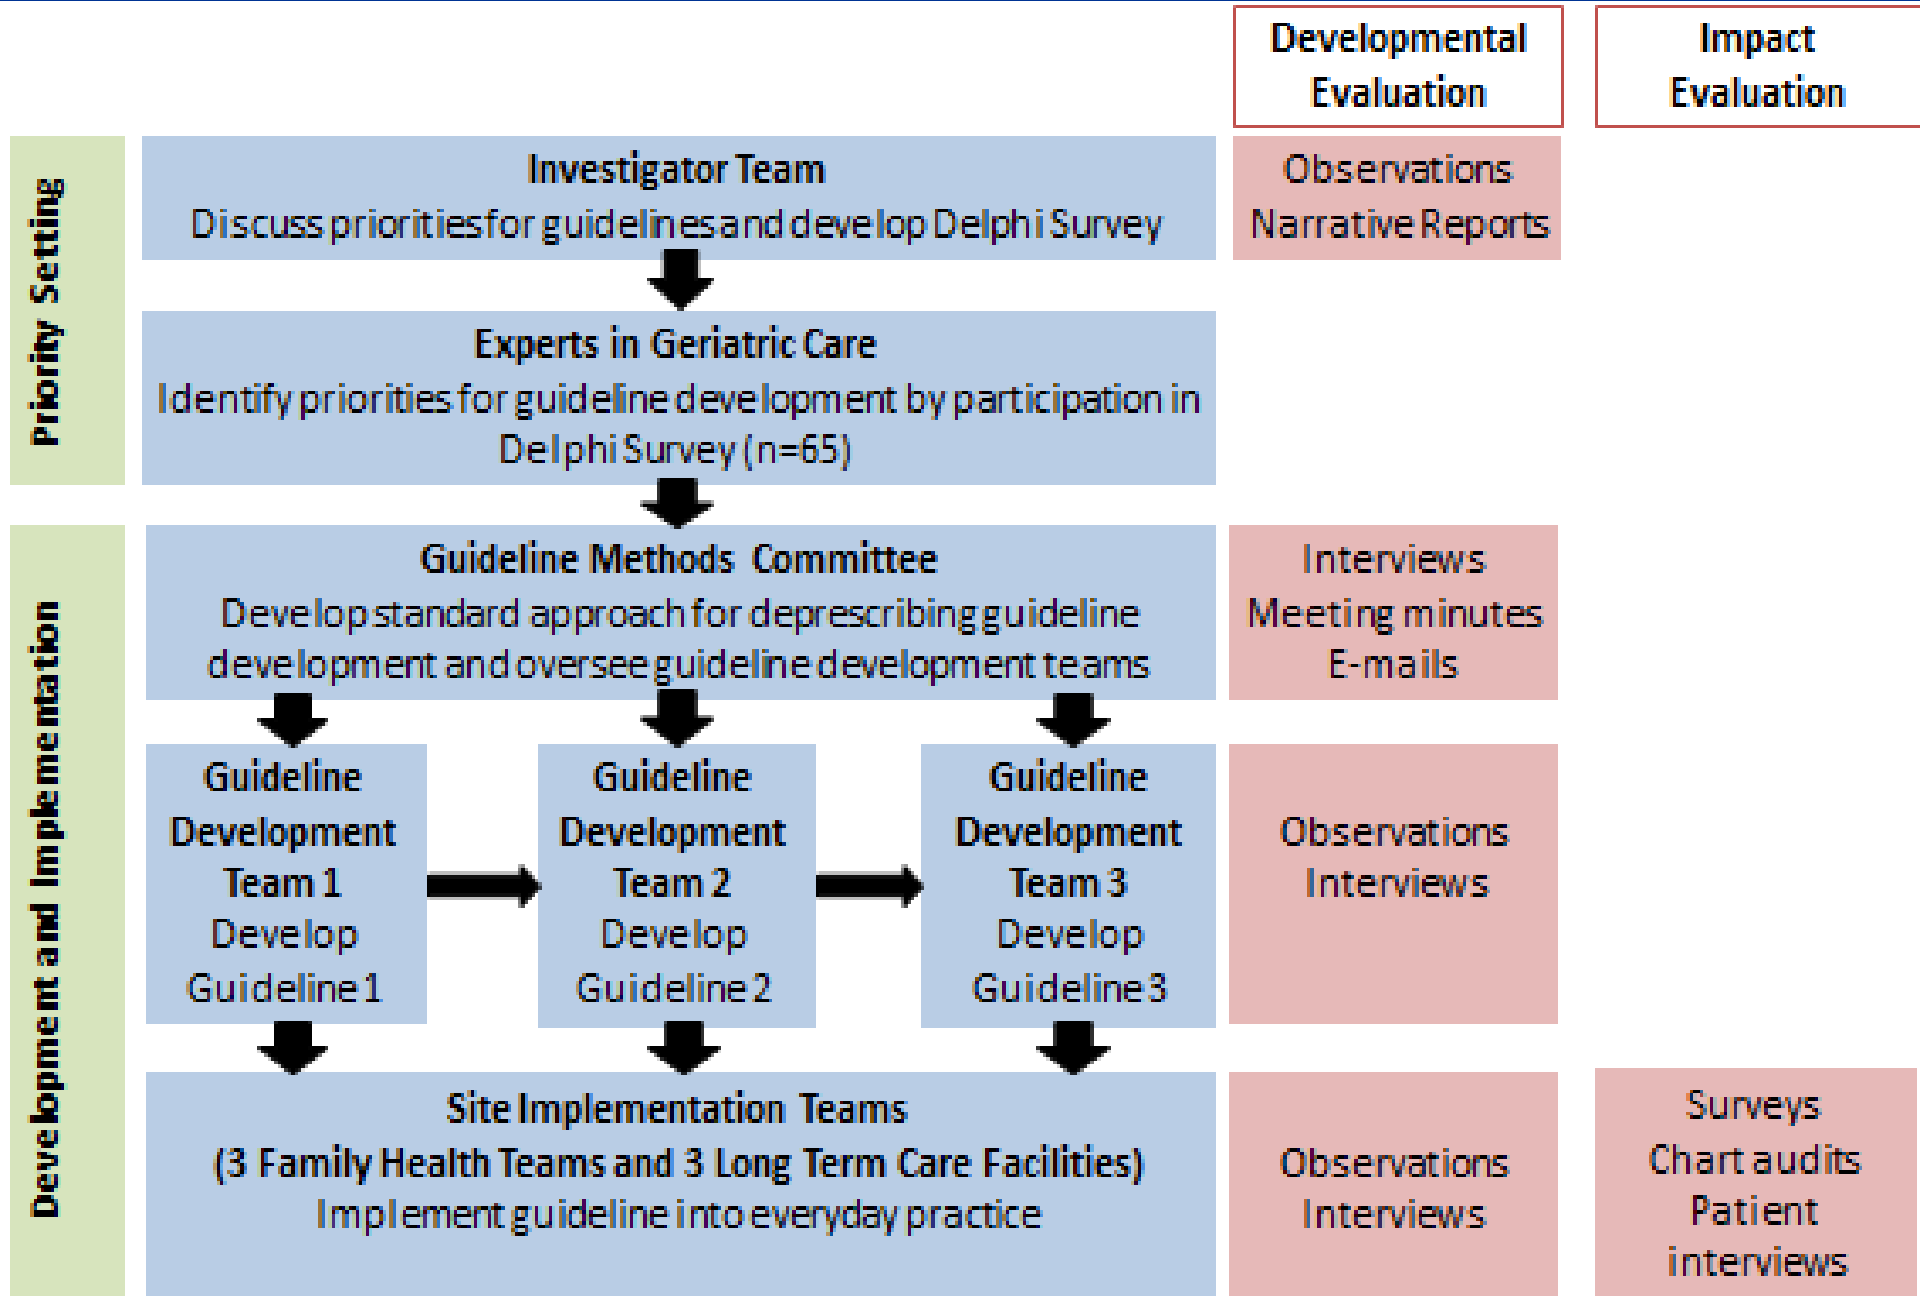 Developmental
Evaluation
Impact
Evaluation
Priority Setting
Investigator Team
Discuss priorities for guidelines and develop Delphi Survey
Observations
Narrative Reports
Experts in Geriatric Care
Identify priorities for guideline development by participation in
Delphi Survey (n=65)
Development and Implementation
Guideline Methods Committee
Develop standard approach for deprescribing guideline
development and oversee guideline development teams
Interviews
Meeting minutes
E-mails
Guideline
Development
Team 1
Develop
Guideline 1
Guideline
Development
Team 2
Develop
Guideline 2
Guideline
Development
Team 3
Develop
Guideline 3
Observations
Interviews
Site Implementation Teams
(3 Family Health Teams and 3 Long Term Care Facilities)
Implement guideline into everyday practice
Observations
Interviews
Surveys
Chart audits
Patient
interviews